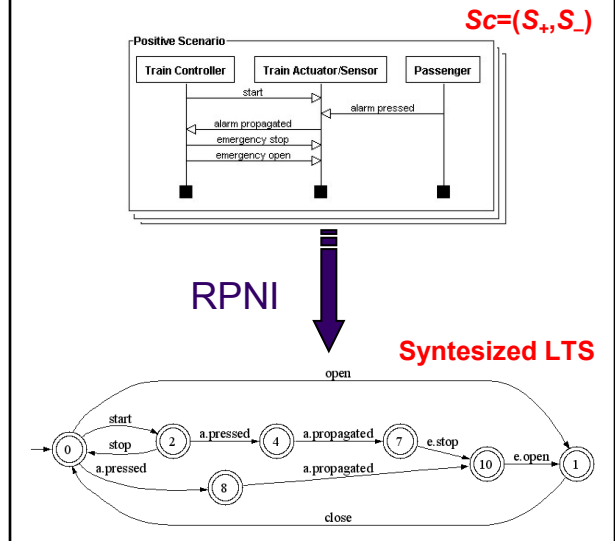 Sc=(S+,S–)
Positive Scenario
Train Controller
Train Actuator/Sensor
Passenger
start
alarm pressed
alarm propagated
emergency stop
emergency open
RPNI
Syntesized LTS
open
start
stop
a.pressed
a.propagated
e.stop
0
2
4
7
a.pressed
a.propagated
e.open
8
10
1
close